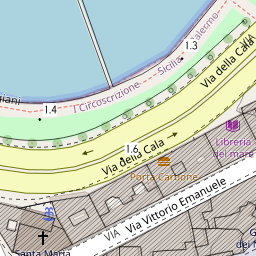 1.3
Palermo
Sicilia
I Circoscrizione
1.4
Via della Cala
1.6
Via della Cala
Libreria
del mare
Porta Carbone
Via Vittorio Emanuele
VIA
Santa Maria